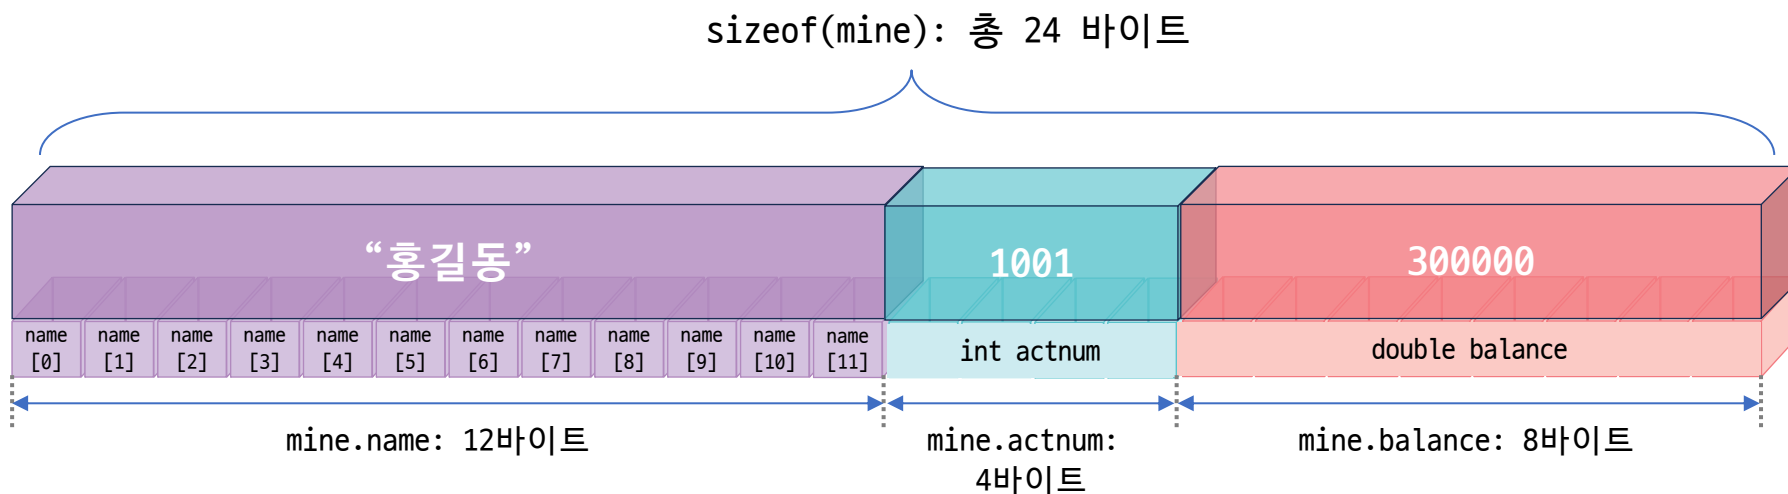 sizeof(mine): 총 24 바이트
“홍길동”
1001
300000
name
[0]
name
[1]
name
[2]
name
[3]
name
[4]
name
[5]
name
[6]
name
[7]
name
[8]
name
[9]
name
[10]
name
[11]
int actnum
double balance
mine.name: 12바이트
mine.actnum:
4바이트
mine.balance: 8바이트